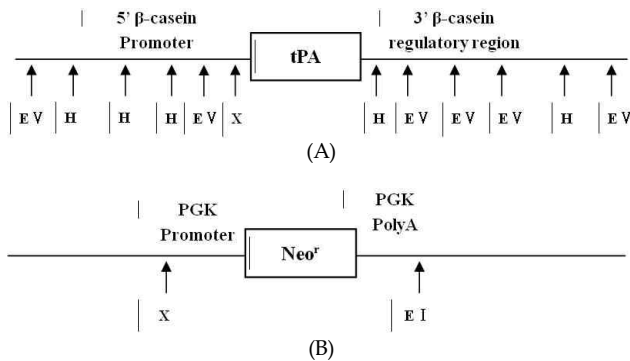 5' β-casein
Promoter
tPA
3' β-casein
regulatory region
E V H H H E V X H E V E V E V H E V
(A)
PGK
Promoter
Neoʳ
PGK
PolyA
X E I
(B)